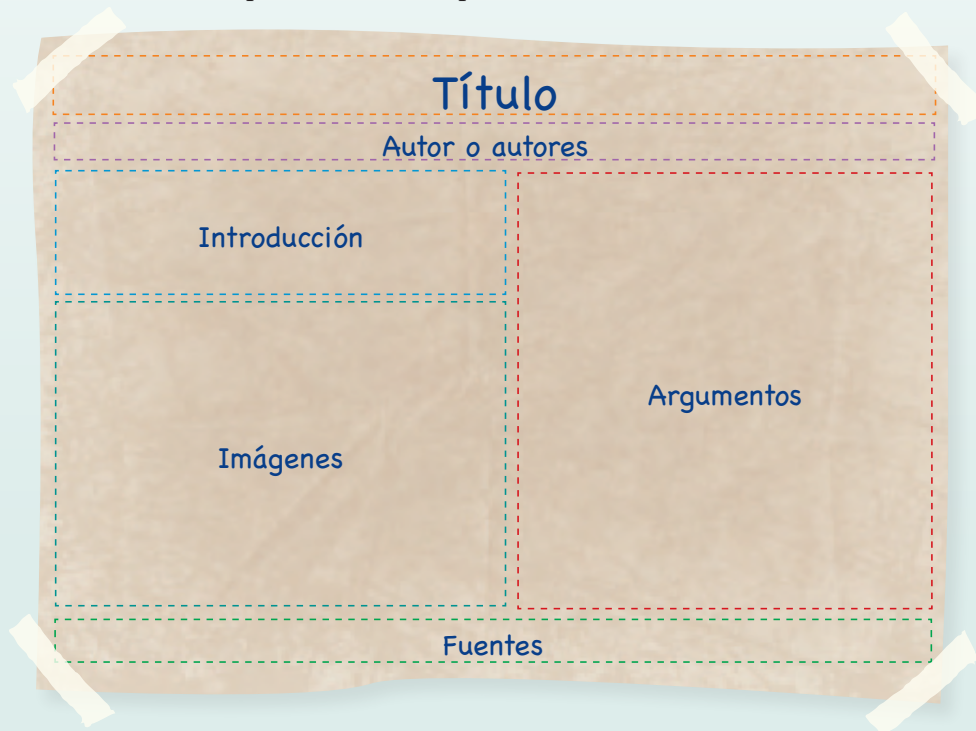 Título
Autor o autores
Introducción
Imágenes
Argumentos
Fuentes